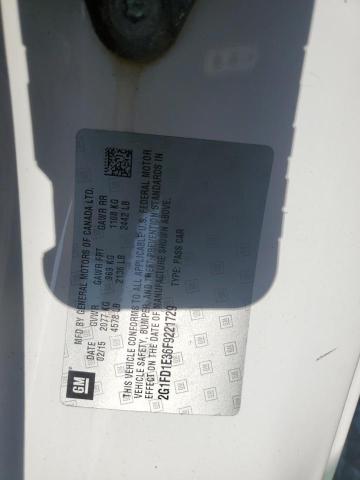 MFD BY GENERAL MOTORS OF CANADA LTD.
DATE GVWR GAWR FRT GAWR RR
02/15 2077 KG 969 KG 1108 KG
4578 LB 2136 LB 2442 LB
THIS VEHICLE CONFORMS TO ALL APPLICABLE U.S. FEDERAL MOTOR
VEHICLE SAFETY, BUMPER, AND THEFT PREVENTION STANDARDS IN
EFFECT ON THE DATE OF MANUFACTURE SHOWN ABOVE.
2G1FD1E36F9221729 TYPE: PASS CAR
GM